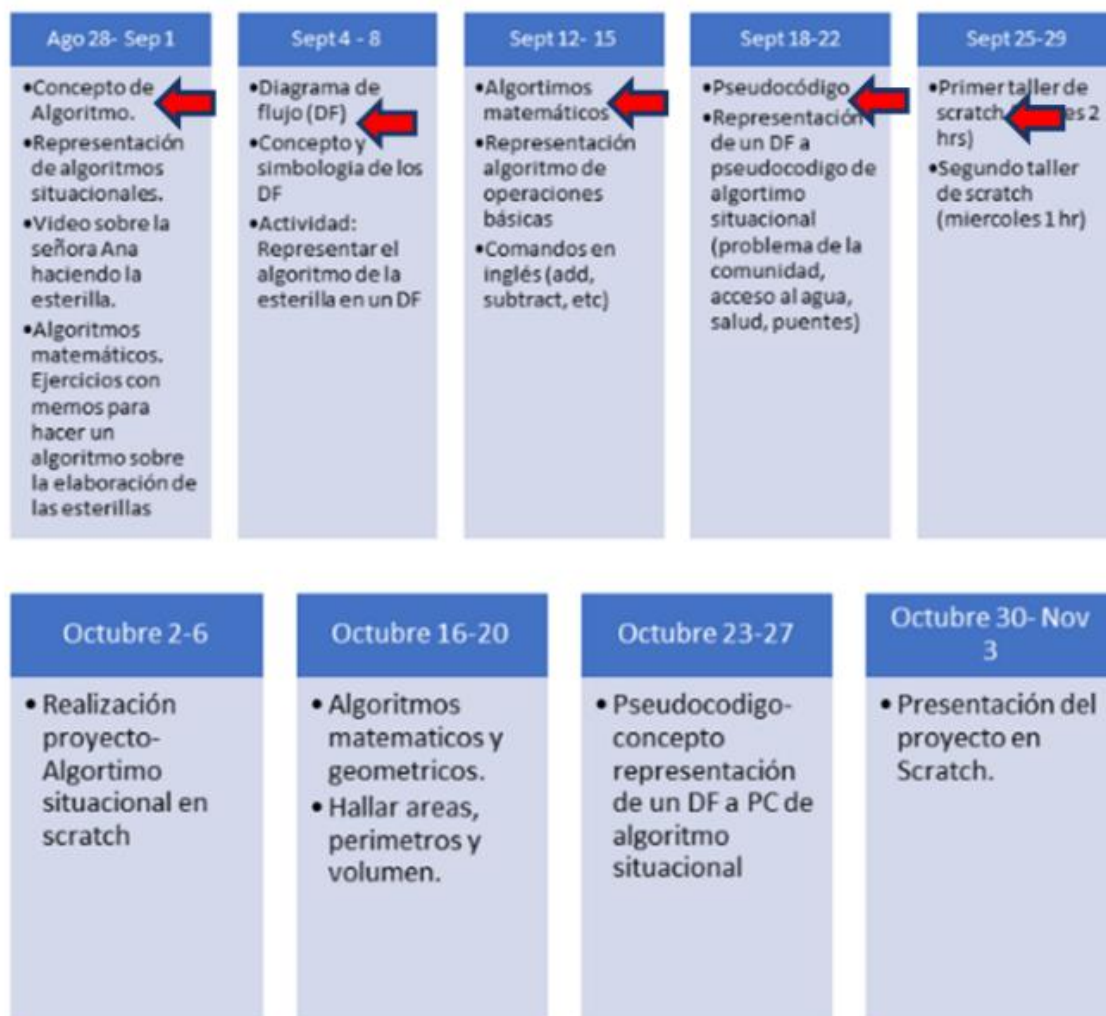 Ago 28- Sep 1
•Concepto de
Algoritmo.
•Representación
de algoritmos
situacionales.
•Video sobre la
señora Ana
haciendo la
esterilla.
•Algoritmos
matemáticos.
Ejercicios con
memos para
hacer un
algoritmo sobre
la elaboración de
las esterillas
Sept 4 - 8
•Diagrama de
flujo (DF)
•Concepto y
simbologia de los
DF
•Actividad:
Representar el
algoritmo de la
esterilla en un DF
Sept 12- 15
•Algortimos
matemáticos
•Representación
algoritmo de
operaciones
básicas
•Comandos en
inglés (add,
subtract, etc)
Sept 18-22
•Pseudocódigo
•Representación
de un DF a
pseudocodigo de
algortimo
situacional
(problema de la
comunidad,
acceso al agua,
salud, puentes)
Sept 25-29
•Primer taller de
scratch 2
hrs)
•Segundo taller
de scratch
(miercoles 1 hr)
Octubre 2-6
• Realización
proyecto-
Algortimo
situacional en
scratch
Octubre 16-20
• Algoritmos
matematicos y
geometricos.
• Hallar areas,
perimetros y
volumen.
Octubre 23-27
• Pseudocodigo-
concepto
representación
de un DF a PC de
algoritmo
situacional
Octubre 30- Nov
3
• Presentación del
proyecto en
Scratch.